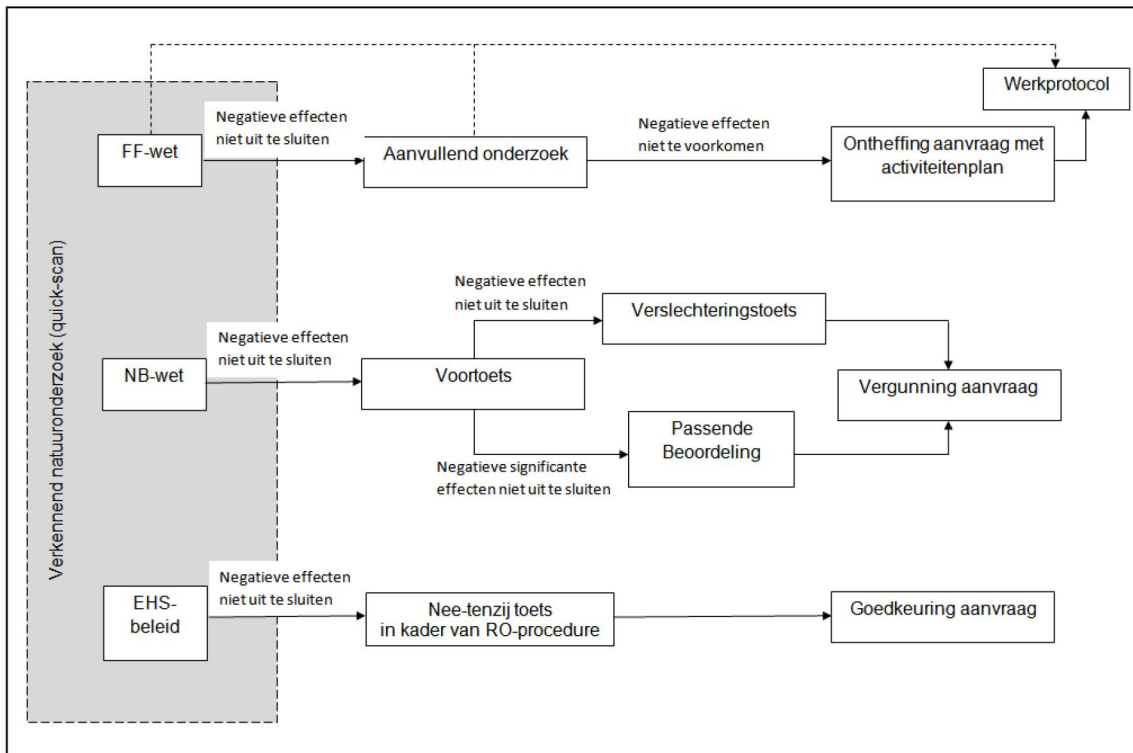 Werkprotocol
Negatieve effecten
niet uit te sluiten
Negatieve effecten
niet te voorkomen
FF-wet
Aanvullend onderzoek
Ontheffing aanvraag met
activiteitenplan
Verkennend natuuronderzoek (quick-scan)
Negatieve effecten
niet uit te sluiten
Verslechteringstoets
Negatieve effecten
niet uit te sluiten
NB-wet
Voortoets
Vergunning aanvraag
Passende
Beoordeling
Negatieve significante
effecten niet uit te sluiten
Negatieve effecten
niet uit te sluiten
EHS-
beleid
Nee-tenzij toets
in kader van RO-procedure
Goedkeuring aanvraag